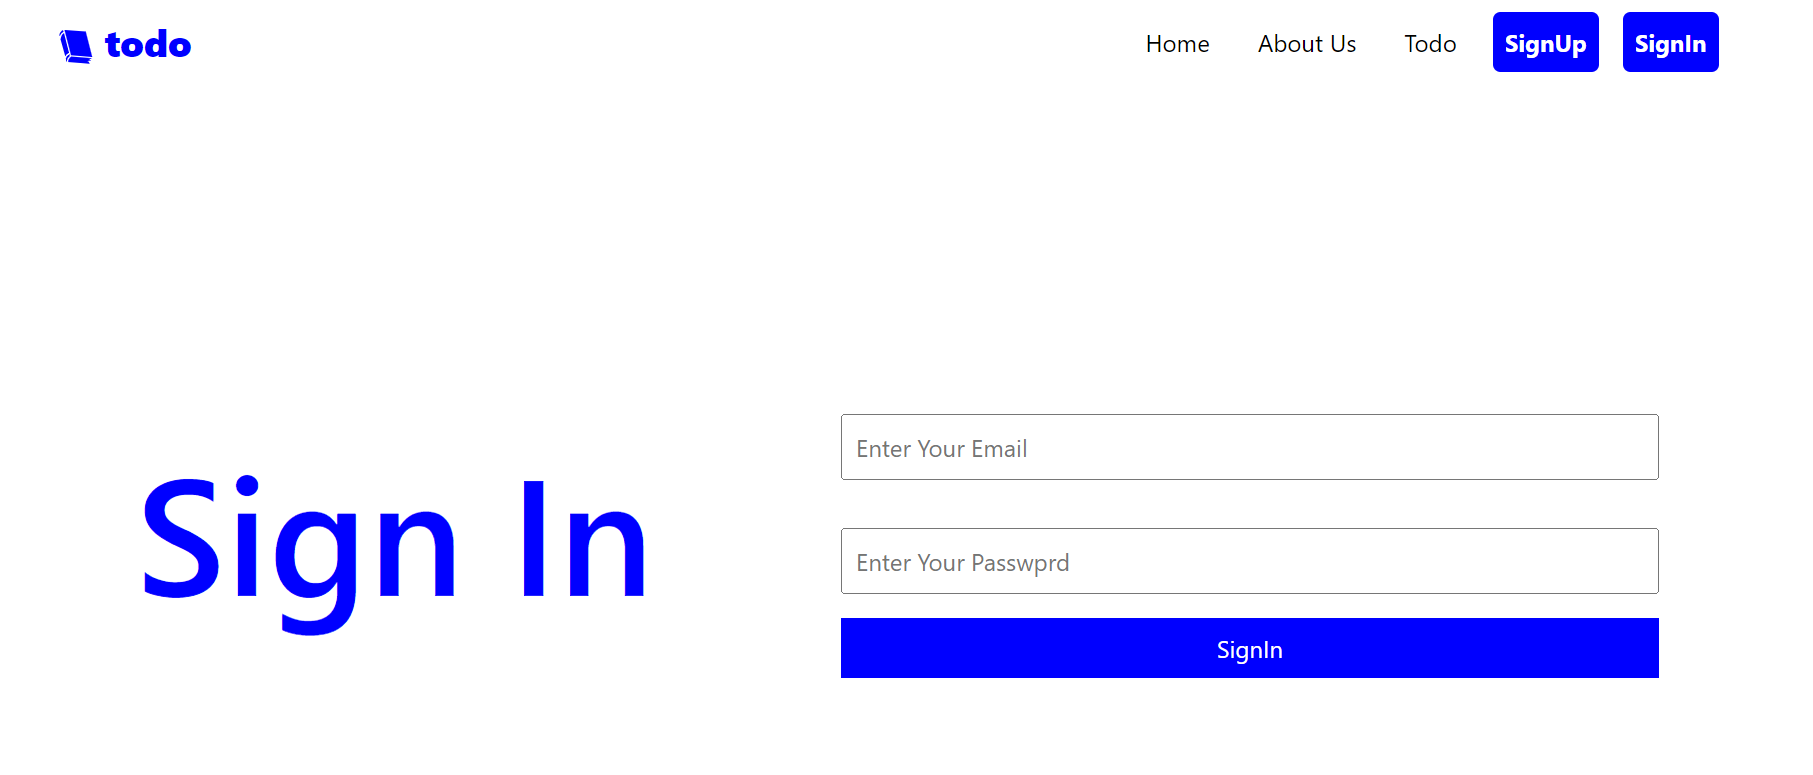 todo
Home About Us Todo SignUp SignIn
Sign In
Enter Your Email
Enter Your Passwprd
SignIn